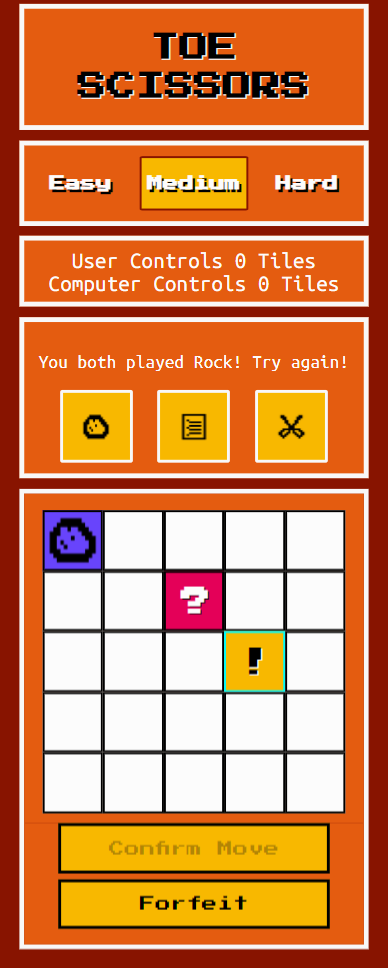 TOE
SCISSORS
Easy Medium Hard
User Controls 0 Tiles
Computer Controls 0 Tiles
You both played Rock! Try again!
?
!
Confirm Move
Forfeit